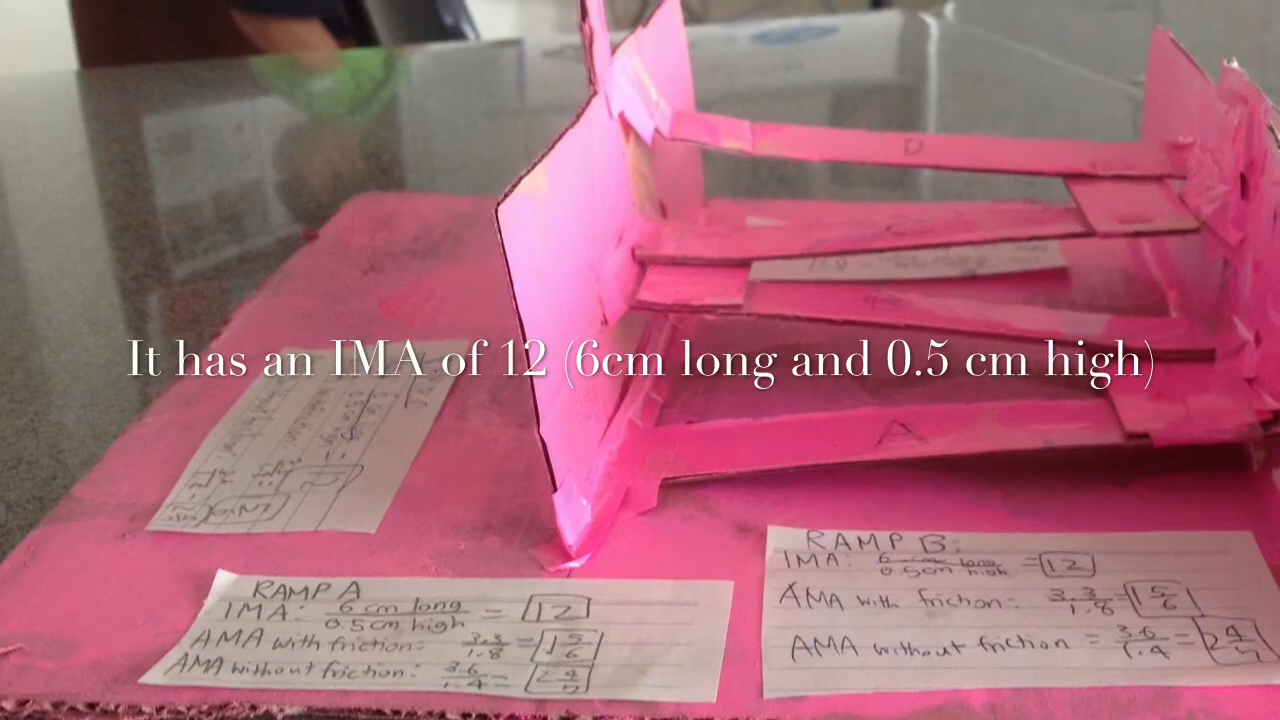 D
C
It has an IMA of 12 (6cm long and 0.5 cm high)
A
RAMP A
IMA: 6 cm long / 0.5 cm high = 12
AMA with friction: 3.3 / 1.8 = 1 5/6
AMA without friction: 3.6 / 1.4 = 2 4/7
RAMP B:
IMA: 6 cm long / 0.5cm high = 12
AMA with friction: 3.3 / 1.8 = 1 5/6
AMA without friction = 3.6 / 1.4 = 2 4/7